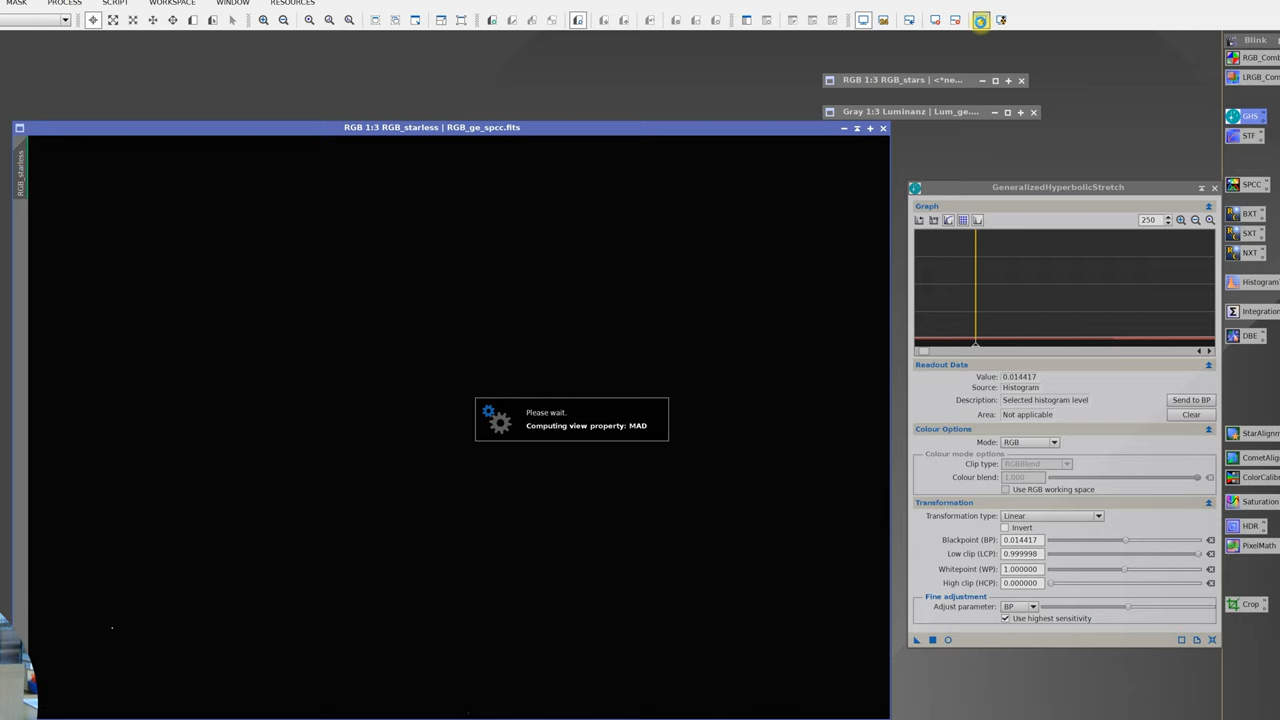 MASK PROCESS SCRIPT WORKSPACE WINDOW RESOURCES
Blink
RGB 1:3 RGB_stars | <*ne...
Gray 1:3 Luminanz | Lum_ge....
RGB 1:3 RGB_starless | RGB_ge_spcc.fits
RGB_starless
Please wait.
Computing view property: MAD
GeneralizedHyperbolicStretch
Graph
250
Readout Data
Value: 0.014417
Source: Histogram
Description: Selected histogram level
Send to BP
Area: Not applicable
Clear
Colour Options
Mode: RGB
Colour mode options
Clip type: RGBBlend
Colour blend: 1.000
Use RGB working space
Transformation
Transformation type: Linear
Invert
Blackpoint (BP): 0.014417
Low clip (LCP): 0.999998
Whitepoint (WP): 1.000000
High clip (HCP): 0.000000
Fine adjustment
Adjust parameter: BP
Use highest sensitivity
RGB_Comb
LRGB_Com
GHS
STF
SPCC
BXT
SXT
NXT
Histogram
Integration
DBE
StarAlignm
CometAlig
ColorCalib
Saturation
HDR
PixelMath
Crop